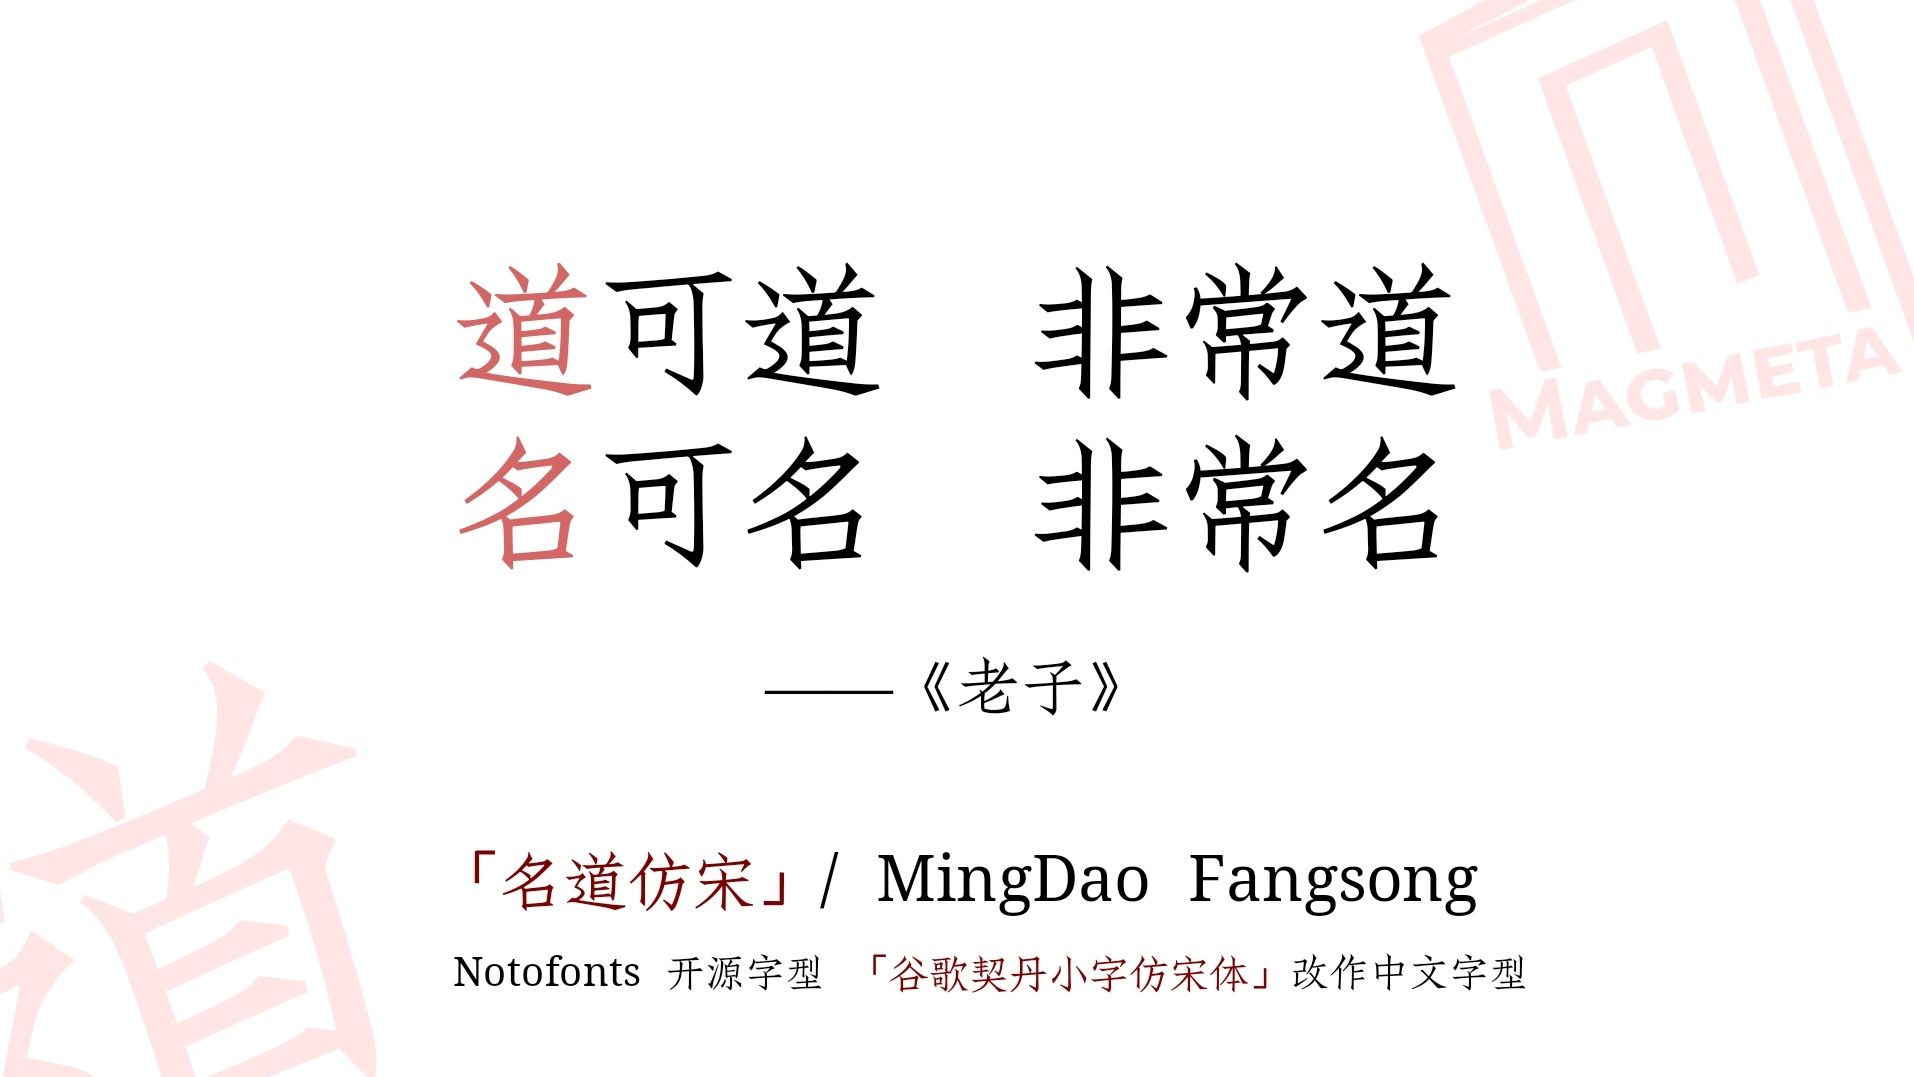 道可道　非常道
名可名　非常名
——《老子》
「名道仿宋」/ MingDao Fangsong
Notofonts 开源字型 「谷歌契丹小字仿宋体」改作中文字型
MAGMETA
道